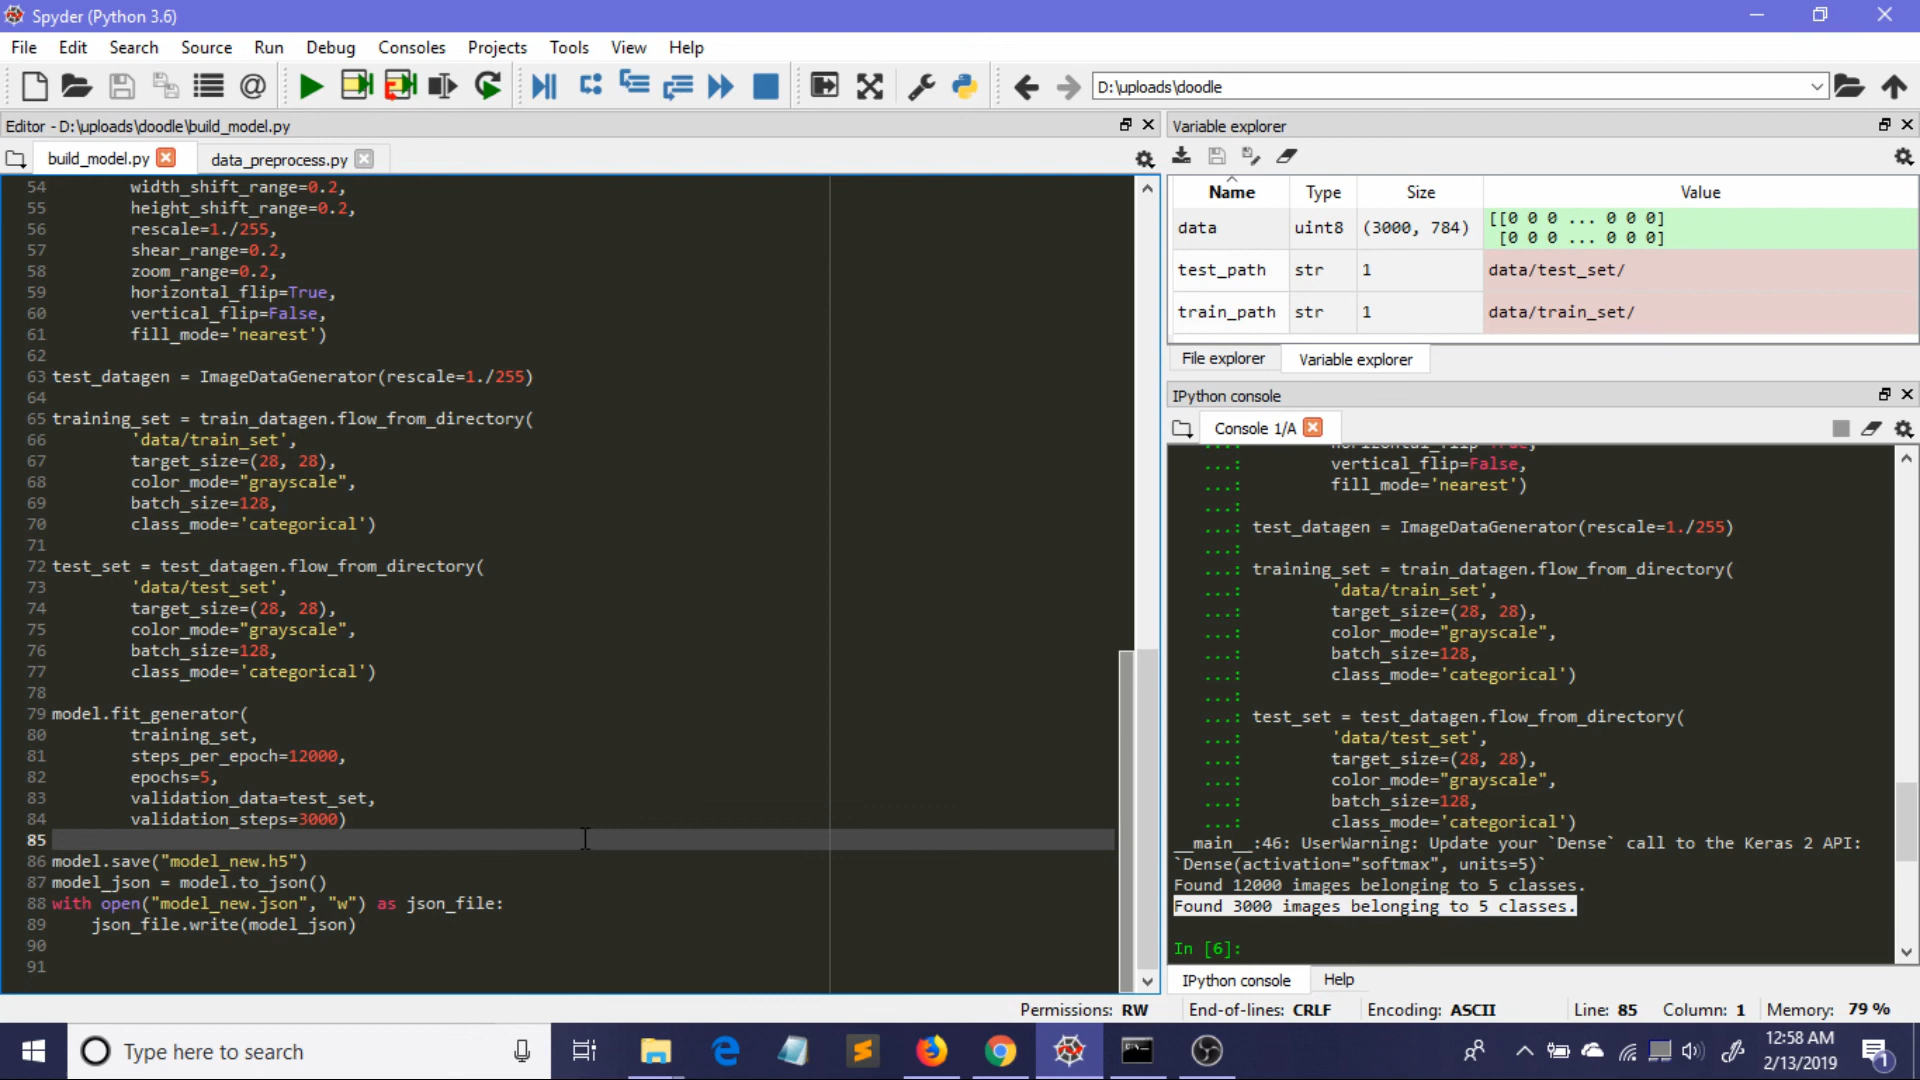 Spyder (Python 3.6)
File Edit Search Source Run Debug Consoles Projects Tools View Help
D:\uploads\doodle
Editor - D:\uploads\doodle\build_model.py
build_model.py data_preprocess.py
54 width_shift_range=0.2,
55 height_shift_range=0.2,
56 rescale=1./255,
57 shear_range=0.2,
58 zoom_range=0.2,
59 horizontal_flip=True,
60 vertical_flip=False,
61 fill_mode='nearest')
62
63 test_datagen = ImageDataGenerator(rescale=1./255)
64
65 training_set = train_datagen.flow_from_directory(
66 'data/train_set',
67 target_size=(28, 28),
68 color_mode="grayscale",
69 batch_size=128,
70 class_mode='categorical')
71
72 test_set = test_datagen.flow_from_directory(
73 'data/test_set',
74 target_size=(28, 28),
75 color_mode="grayscale",
76 batch_size=128,
77 class_mode='categorical')
78
79 model.fit_generator(
80 training_set,
81 steps_per_epoch=12000,
82 epochs=5,
83 validation_data=test_set,
84 validation_steps=3000)
85
86 model.save("model_new.h5")
87 model_json = model.to_json()
88 with open("model_new.json", "w") as json_file:
89 json_file.write(model_json)
90
91
Variable explorer
Name Type Size Value
data uint8 (3000, 784) [[0 0 0 ... 0 0 0]
[0 0 0 ... 0 0 0]
test_path str 1 data/test_set/
train_path str 1 data/train_set/
File explorer Variable explorer
IPython console
Console 1/A
...: horizontal_flip=True,
...: vertical_flip=False,
...: fill_mode='nearest')
...:
...: test_datagen = ImageDataGenerator(rescale=1./255)
...:
...: training_set = train_datagen.flow_from_directory(
...: 'data/train_set',
...: target_size=(28, 28),
...: color_mode="grayscale",
...: batch_size=128,
...: class_mode='categorical')
...:
...: test_set = test_datagen.flow_from_directory(
...: 'data/test_set',
...: target_size=(28, 28),
...: color_mode="grayscale",
...: batch_size=128,
...: class_mode='categorical')
__main__:46: UserWarning: Update your `Dense` call to the Keras 2 API:
`Dense(activation="softmax", units=5)`
Found 12000 images belonging to 5 classes.
Found 3000 images belonging to 5 classes.
In [6]:
IPython console Help
Permissions: RW End-of-lines: CRLF Encoding: ASCII Line: 85 Column: 1 Memory: 79 %
Type here to search
12:58 AM
2/13/2019
1